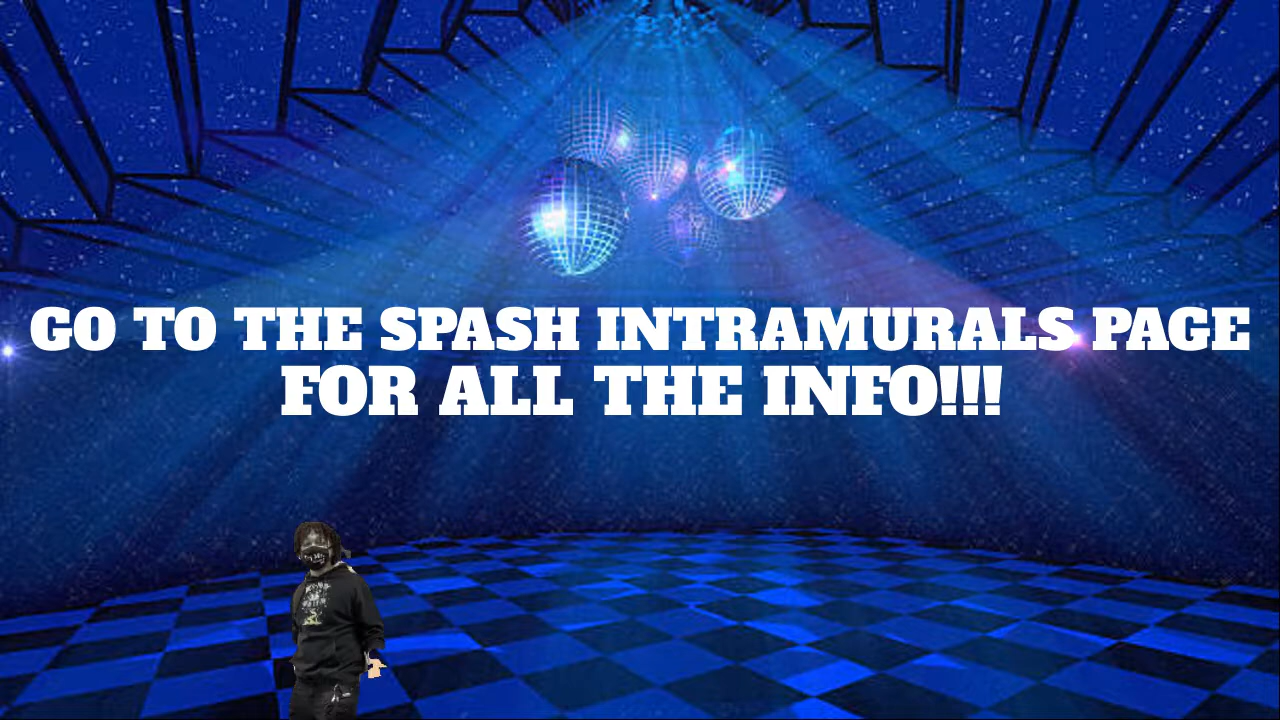 GO TO THE SPASH INTRAMURALS PAGE
FOR ALL THE INFO!!!